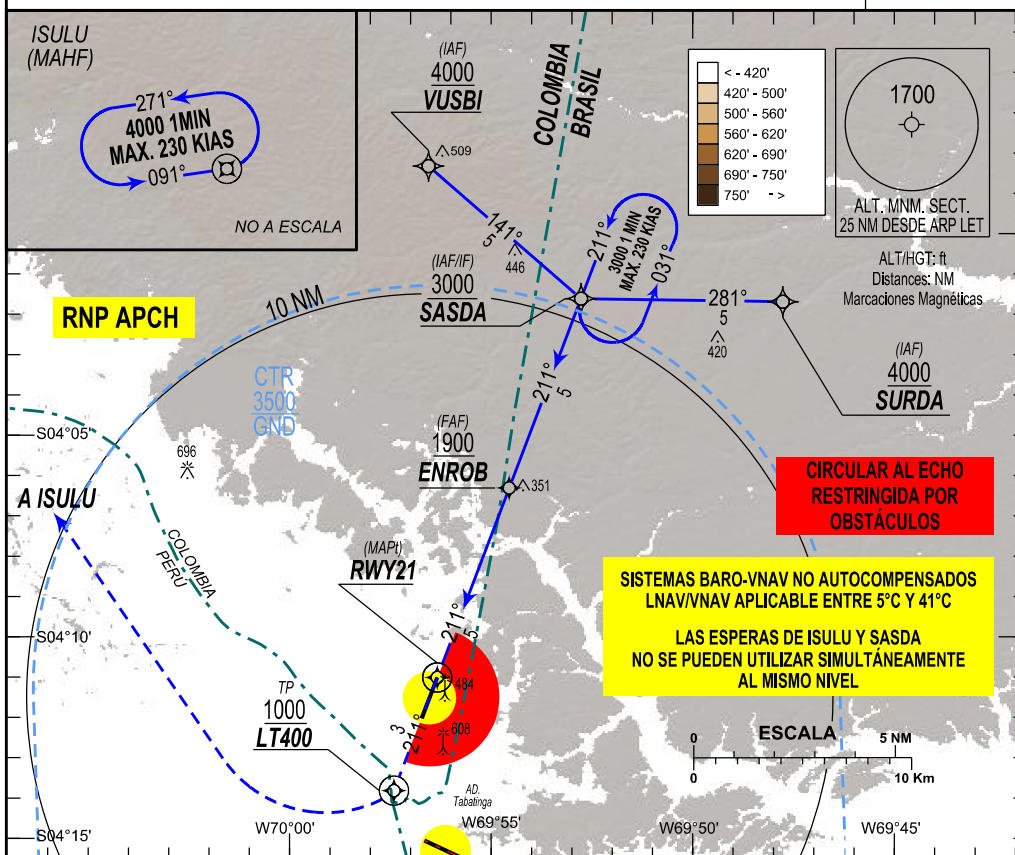 ISULU
(MAHF)
271°
4000 1MIN
MAX. 230 KIAS
091°
NO A ESCALA
(IAF)
4000
VUSBI
509
COLOMBIA
BRASIL
< - 420'
420' - 500'
500' - 560'
560' - 620'
620' - 690'
690' - 750'
750' - >
1700
ALT. MNM. SECT.
25 NM DESDE ARP LET
ALT/HGT: ft
Distances: NM
Marcaciones Magnéticas
141°
5
446
211°
3000 1 MIN
MAX. 230 KIAS
031°
(IAF/IF)
3000
SASDA
281°
5
420
(IAF)
4000
SURDA
RNP APCH
10 NM
CTR
3500
GND
211°
5
S04°05'
696
(FAF)
1900
ENROB
351
CIRCULAR AL ECHO
RESTRINGIDA POR
OBSTÁCULOS
A ISULU
COLOMBIA
PERÚ
(MAPt)
RWY21
SISTEMAS BARO-VNAV NO AUTOCOMPENSADOS
LNAV/VNAV APLICABLE ENTRE 5°C Y 41°C
LAS ESPERAS DE ISULU Y SASDA
NO SE PUEDEN UTILIZAR SIMULTÁNEAMENTE
AL MISMO NIVEL
S04°10'
211°
5
484
TP
1000
LT400
3
211°
608
ESCALA
0 5 NM
0 10 Km
AD.
Tabatinga
S04°15'
W70°00'
W69°55'
W69°50'
W69°45'